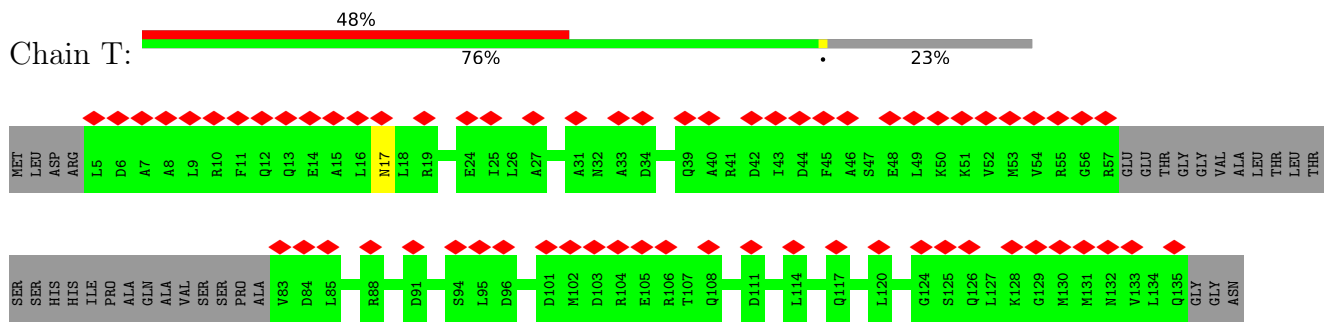 48%
Chain T:
76%
•
23%
MET LEU ASP ARG L5 D6 A7 A8 L9 R10 F11 Q12 Q13 E14 A15 L16 N17 L18 R19 E24 I25 L26 A27 A31 N32 A33 D34 Q39 A40 R41 D42 I43 D44 F45 A46 S47 E48 L49 K50 K51 V52 M53 V54 R55 G56 R57 GLU GLU THR GLY GLY VAL ALA LEU THR LEU THR
SER SER HIS HIS ILE PRO ALA GLN ALA VAL SER SER PRO ALA V83 D84 L85 R88 D91 S94 L95 D96 D101 M102 D103 R104 E105 R106 T107 Q108 D111 L114 Q117 L120 G124 S125 Q126 L127 K128 G129 M130 M131 N132 V133 L134 Q135 GLY GLY ASN